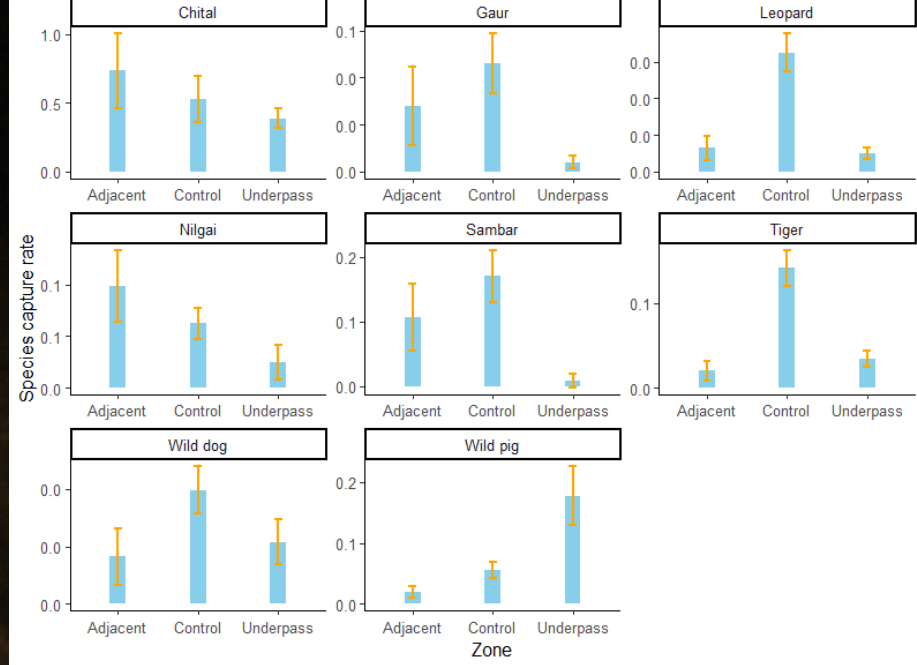 Chital
Gaur
Leopard
1.0
0.5
0.0
0.1
0.0
0.0
0.0
0.0
0.0
0.0
0.0
Adjacent Control Underpass
Adjacent Control Underpass
Adjacent Control Underpass
Species capture rate
Nilgai
Sambar
Tiger
0.1
0.1
0.0
0.2
0.1
0.0
0.1
0.0
Adjacent Control Underpass
Adjacent Control Underpass
Adjacent Control Underpass
Wild dog
Wild pig
0.0
0.0
0.0
0.2
0.1
0.0
Adjacent Control Underpass
Adjacent Control Underpass
Zone